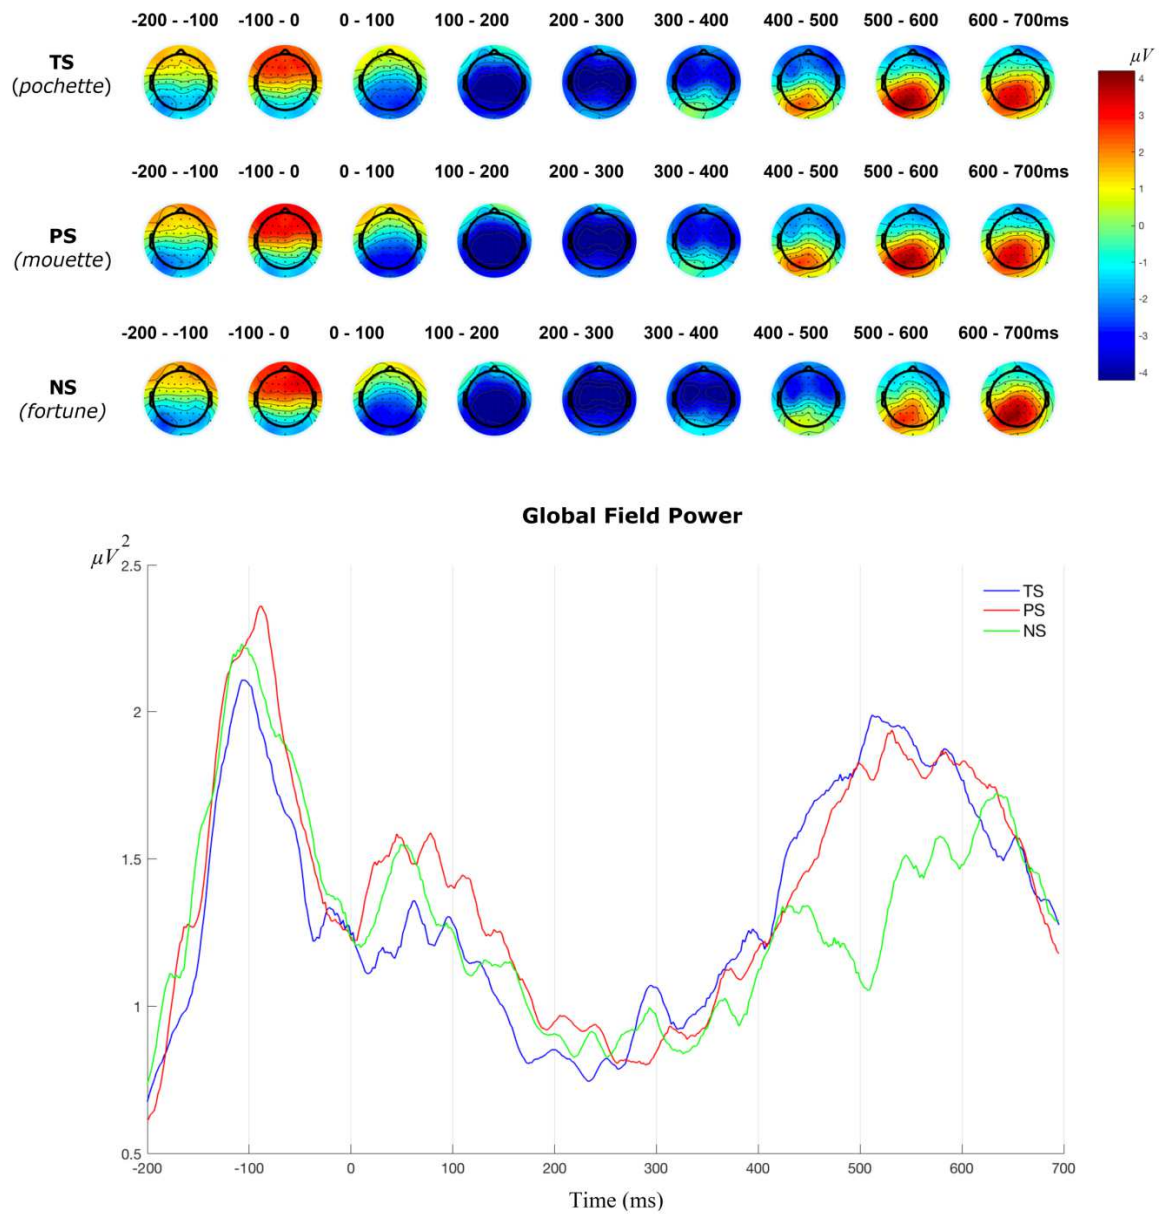 -200 - -100 -100 - 0 0 - 100 100 - 200 200 - 300 300 - 400 400 - 500 500 - 600 600 - 700ms
TS
(pochette)
μV
4
3
2
1
0
-1
-2
-3
-4
-200 - -100 -100 - 0 0 - 100 100 - 200 200 - 300 300 - 400 400 - 500 500 - 600 600 - 700ms
PS
(mouette)
-200 - -100 -100 - 0 0 - 100 100 - 200 200 - 300 300 - 400 400 - 500 500 - 600 600 - 700ms
NS
(fortune)
Global Field Power
μV²
2.5
2
1.5
1
0.5
TS
PS
NS
-200 -100 0 100 200 300 400 500 600 700
Time (ms)